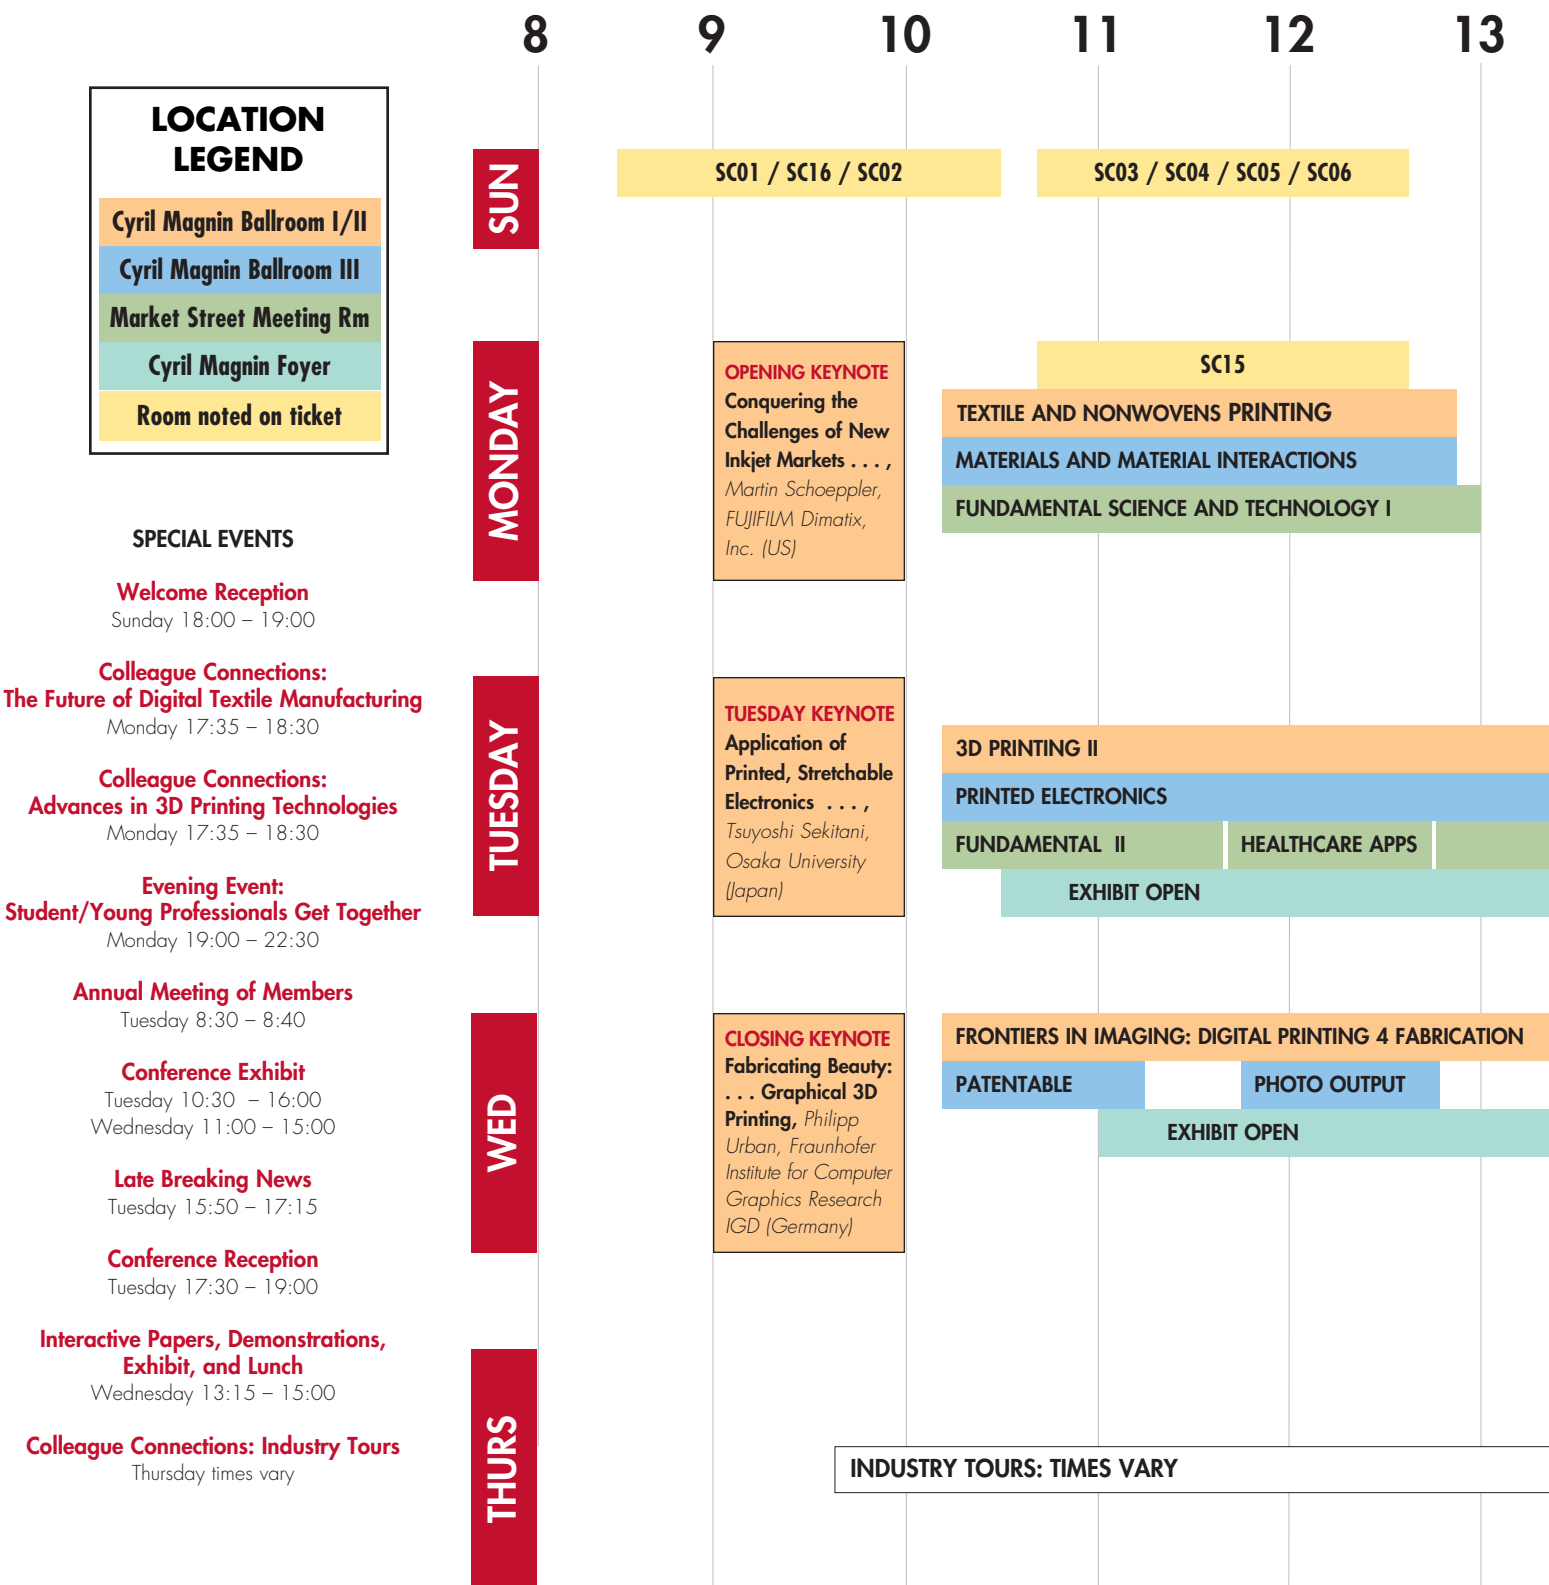 8 9 10 11 12 13
LOCATION
LEGEND
Cyril Magnin Ballroom I/II
Cyril Magnin Ballroom III
Market Street Meeting Rm
Cyril Magnin Foyer
Room noted on ticket
SPECIAL EVENTS
Welcome Reception
Sunday 18:00 – 19:00
Colleague Connections:
The Future of Digital Textile Manufacturing
Monday 17:35 – 18:30
Colleague Connections:
Advances in 3D Printing Technologies
Monday 17:35 – 18:30
Evening Event:
Student/Young Professionals Get Together
Monday 19:00 – 22:30
Annual Meeting of Members
Tuesday 8:30 – 8:40
Conference Exhibit
Tuesday 10:30 – 16:00
Wednesday 11:00 – 15:00
Late Breaking News
Tuesday 15:50 – 17:15
Conference Reception
Tuesday 17:30 – 19:00
Interactive Papers, Demonstrations,
Exhibit, and Lunch
Wednesday 13:15 – 15:00
Colleague Connections: Industry Tours
Thursday times vary
SUN
SC01 / SC16 / SC02
SC03 / SC04 / SC05 / SC06
MONDAY
OPENING KEYNOTE
Conquering the
Challenges of New
Inkjet Markets . . . ,
Martin Schoeppler,
FUJIFILM Dimatix,
Inc. (US)
SC15
TEXTILE AND NONWOVENS PRINTING
MATERIALS AND MATERIAL INTERACTIONS
FUNDAMENTAL SCIENCE AND TECHNOLOGY I
TUESDAY
TUESDAY KEYNOTE
Application of
Printed, Stretchable
Electronics . . . ,
Tsuyoshi Sekitani,
Osaka University
(Japan)
3D PRINTING II
PRINTED ELECTRONICS
FUNDAMENTAL II
HEALTHCARE APPS
EXHIBIT OPEN
WED
CLOSING KEYNOTE
Fabricating Beauty:
. . . Graphical 3D
Printing, Philipp
Urban, Fraunhofer
Institute for Computer
Graphics Research
IGD (Germany)
FRONTIERS IN IMAGING: DIGITAL PRINTING 4 FABRICATION
PATENTABLE
PHOTO OUTPUT
EXHIBIT OPEN
THURS
INDUSTRY TOURS: TIMES VARY